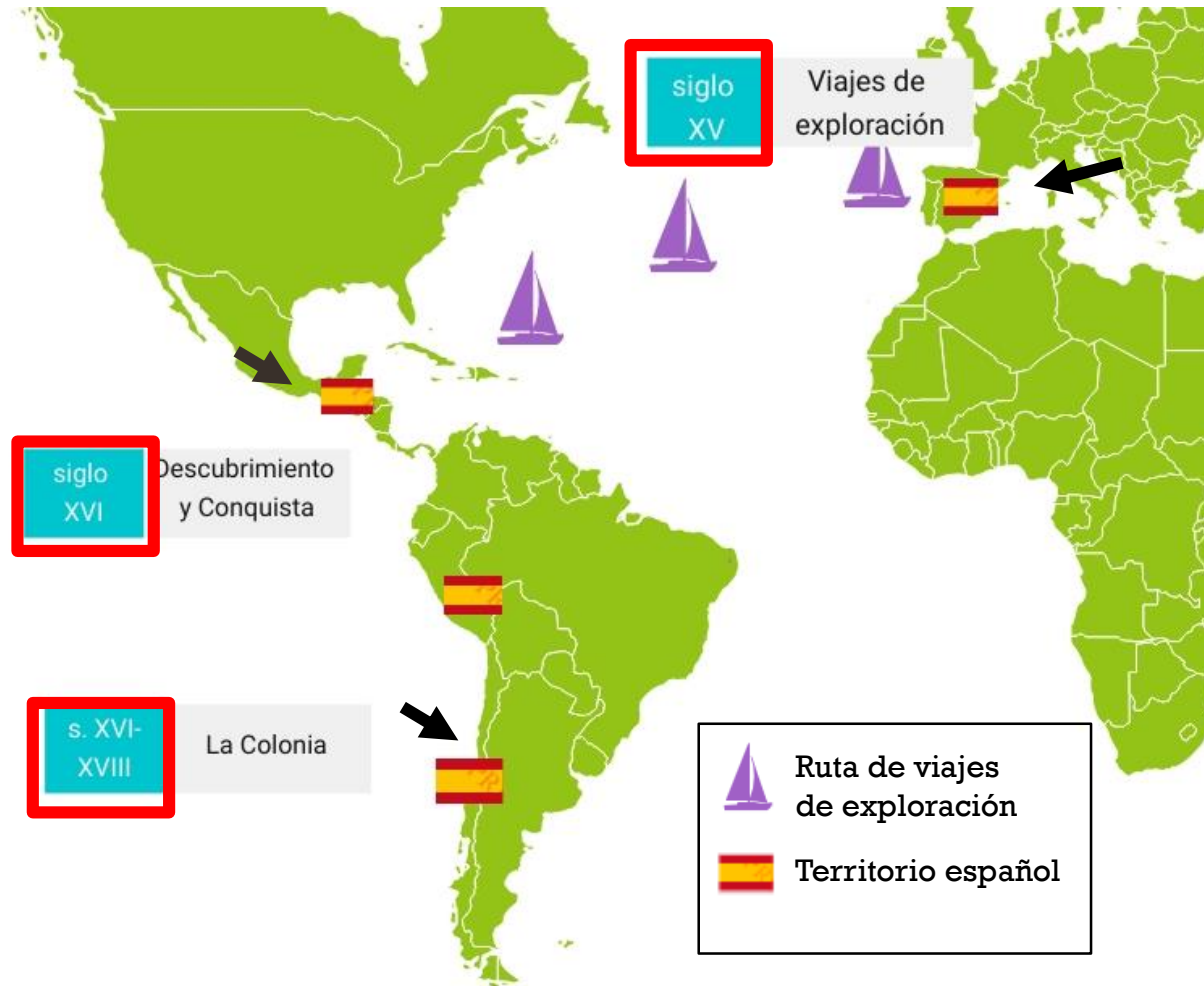 siglo
XV
Viajes de
exploración
siglo
XVI
Descubrimiento
y Conquista
s. XVI-
XVIII
La Colonia
Ruta de viajes
de exploración
Territorio español